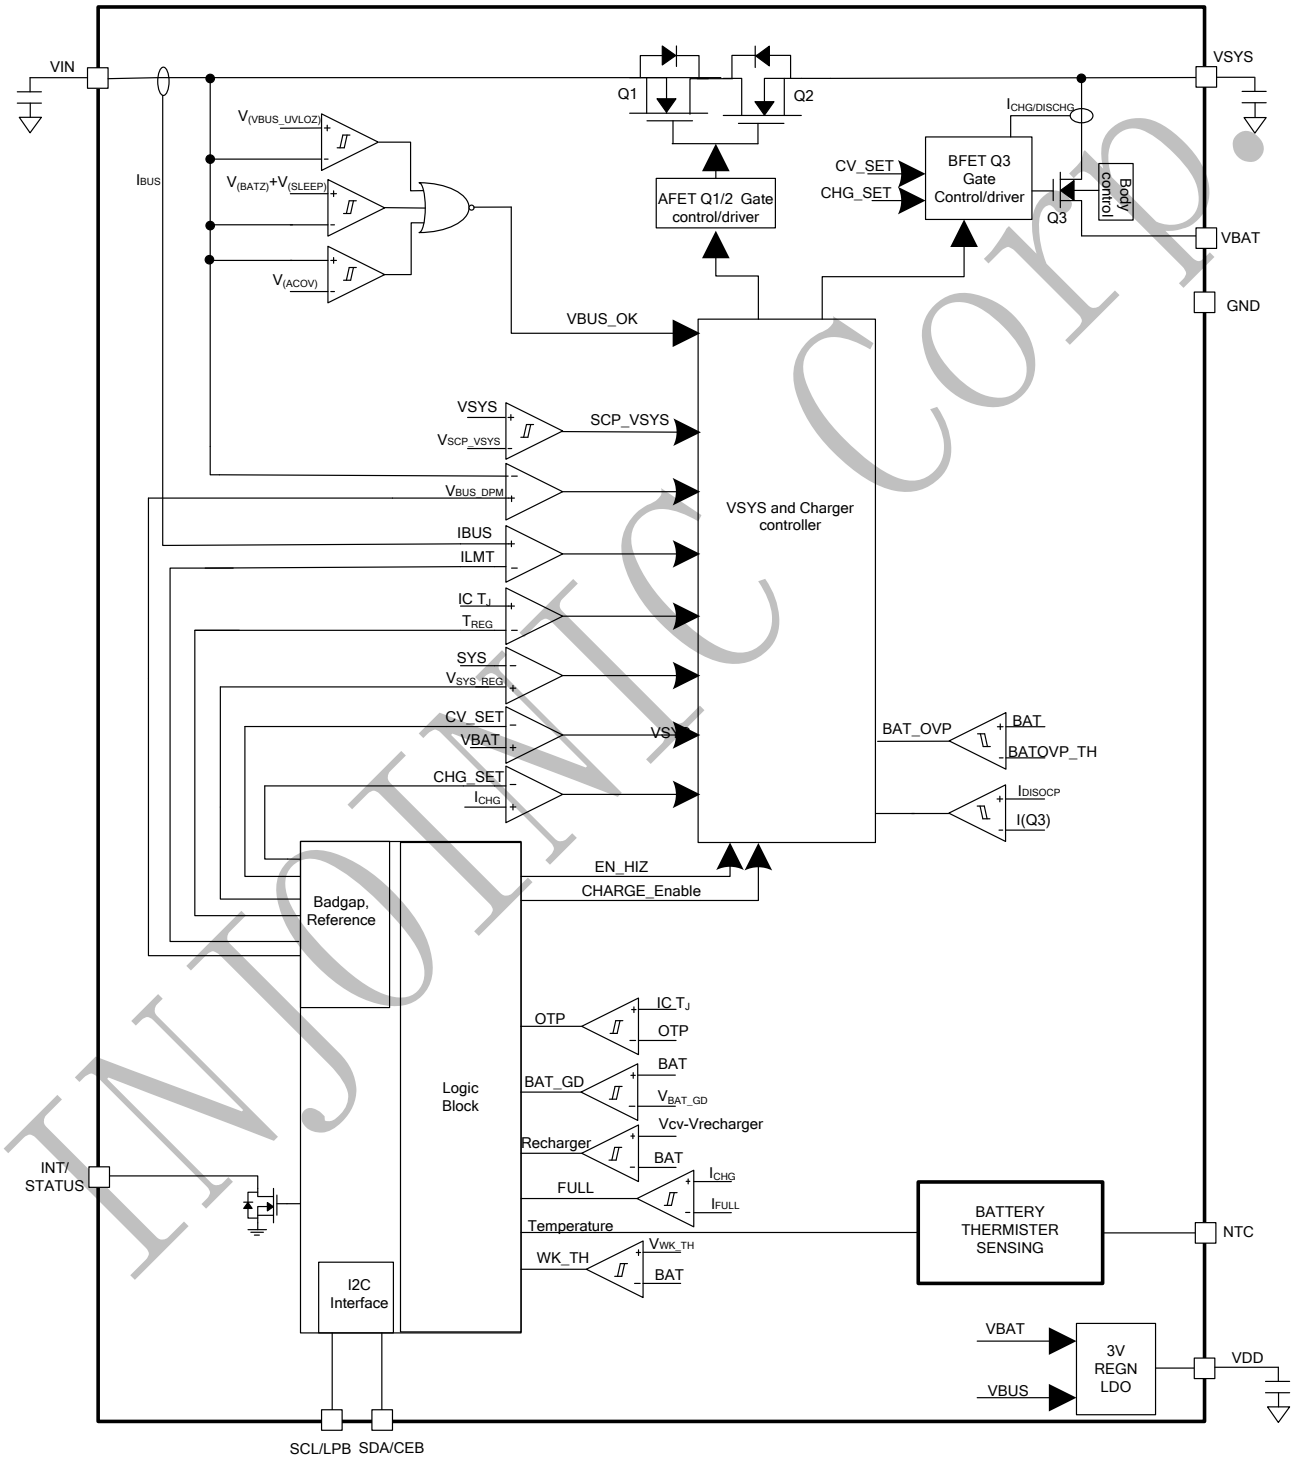 VIN
VSYS
Q1
Q2
ICHG/DISCHG
V(VBUS_UVLOZ)
+
-
IBUS
V(BATZ)+V(SLEEP)
+
-
+
V(ACOV)
-
AFET Q1/2 Gate
control/driver
CV_SET
CHG_SET
BFET Q3
Gate
Control/driver
Q3
Body
control
VBAT
GND
VBUS_OK
VSYS
+
VSCP_VSYS
-
SCP_VSYS
-
VBUS_DPM
+
IBUS
+
ILMT
-
IC TJ
+
TREG
-
SYS
-
VSYS_REG
+
CV_SET
-
VBAT
+
VSYS
CHG_SET
-
ICHG
+
VSYS and Charger
controller
BAT_OVP
+
BAT
-
BATOVP_TH
+
IDISOCP
-
I(Q3)
EN_HIZ
CHARGE_Enable
Badgap,
Reference
Logic
Block
OTP
+
IC TJ
-
OTP
BAT_GD
+
BAT
-
VBAT_GD
Recharger
+
Vcv-Vrecharger
-
BAT
FULL
+
ICHG
-
IFULL
Temperature
WK_TH
+
VWK_TH
-
BAT
INT/
STATUS
BATTERY
THERMISTER
SENSING
NTC
I2C
Interface
VBAT
VBUS
3V
REGN
LDO
VDD
SCL/LPB
SDA/CEB
INJOINIC Corp.